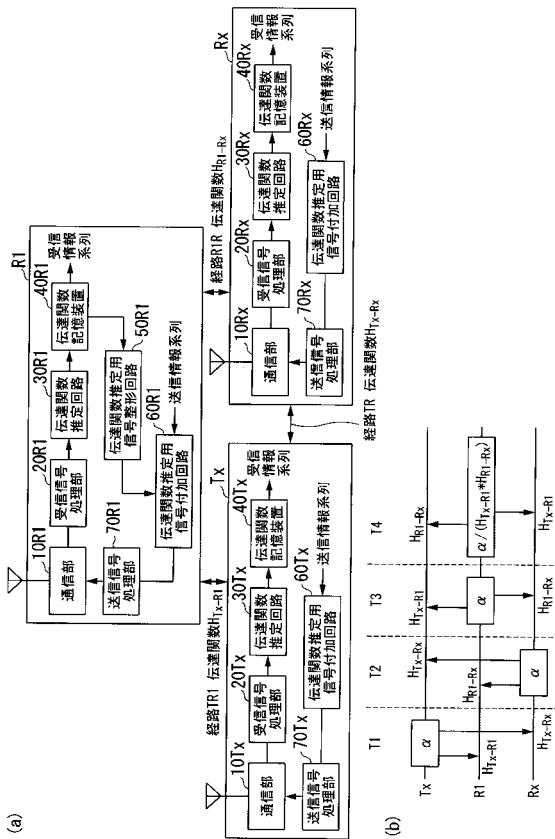 (a)
R1
10R1
通信部
20R1
受信信号
処理部
30R1
伝達関数
推定回路
40R1
伝達関数
記憶装置
受信
情報
系列
50R1
伝達関数推定用
信号整形回路
60R1
送信情報系列
伝達関数推定用
信号付加回路
70R1
送信信号
処理部
経路TR1 伝達関数HTx-R1
経路R1R 伝達関数HR1-Rx
Tx
10Tx
通信部
20Tx
受信信号
処理部
30Tx
伝達関数
推定回路
40Tx
伝達関数
記憶装置
受信
情報
系列
60Tx
送信情報系列
伝達関数推定用
信号付加回路
70Tx
送信信号
処理部
Rx
10Rx
通信部
20Rx
受信信号
処理部
30Rx
伝達関数
推定回路
40Rx
伝達関数
記憶装置
受信
情報
系列
60Rx
送信情報系列
伝達関数推定用
信号付加回路
70Rx
送信信号
処理部
経路TR 伝達関数HTx-Rx
(b)
T1
T2
T3
T4
Tx
α
HTx-Rx
HTx-R1
HR1-Rx
R1
HTx-R1
HR1-Rx
α
α/(HTx-R1*HR1-Rx)
Rx
HTx-Rx
α
HR1-Rx
HTx-R1